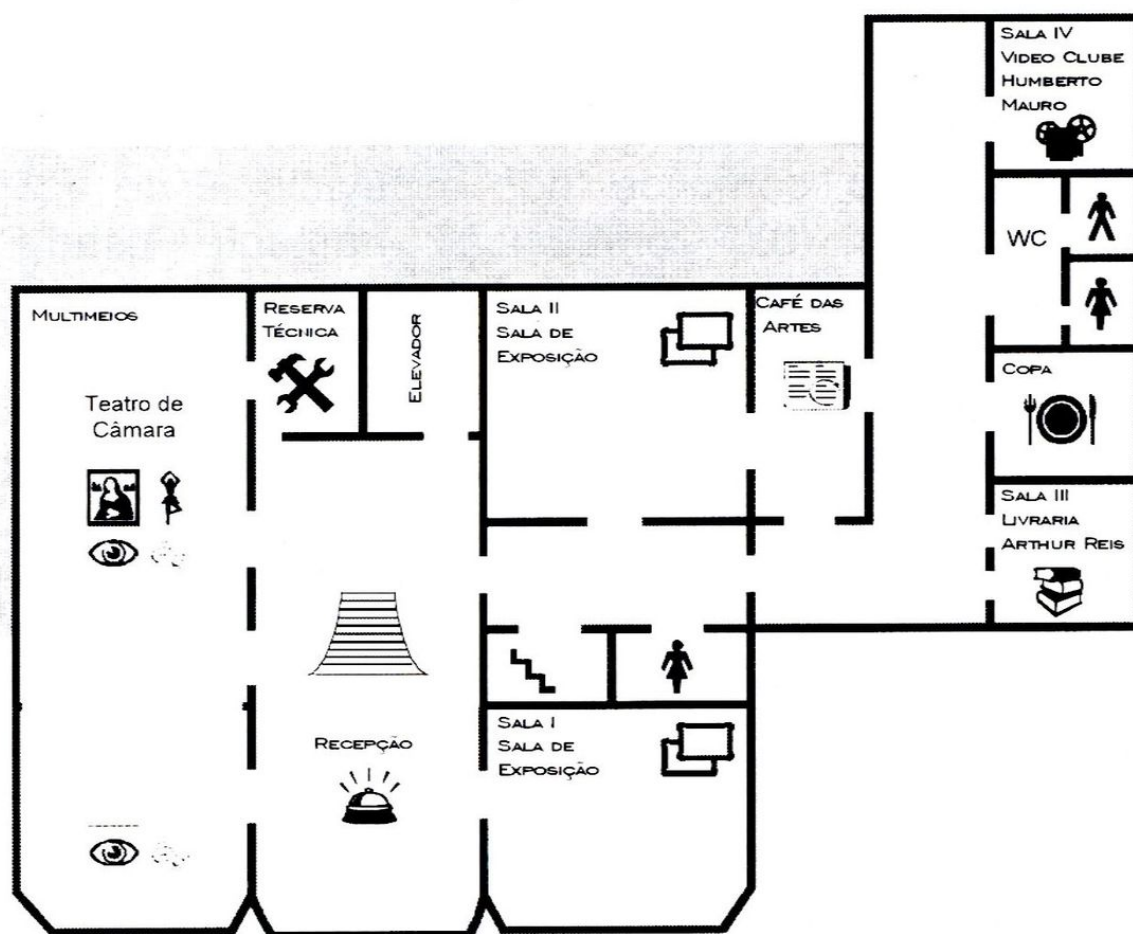 SALA IV
VIDEO CLUBE
HUMBERTO
MAURO
WC
MULTIMEIOS
RESERVA
TÉCNICA
ELEVADOR
SALA II
SALA DE
EXPOSIÇÃO
CAFÉ DAS
ARTES
COPA
Teatro de
Câmara
SALA III
LIVRARIA
ARTHUR REIS
RECEPÇÃO
SALA I
SALA DE
EXPOSIÇÃO